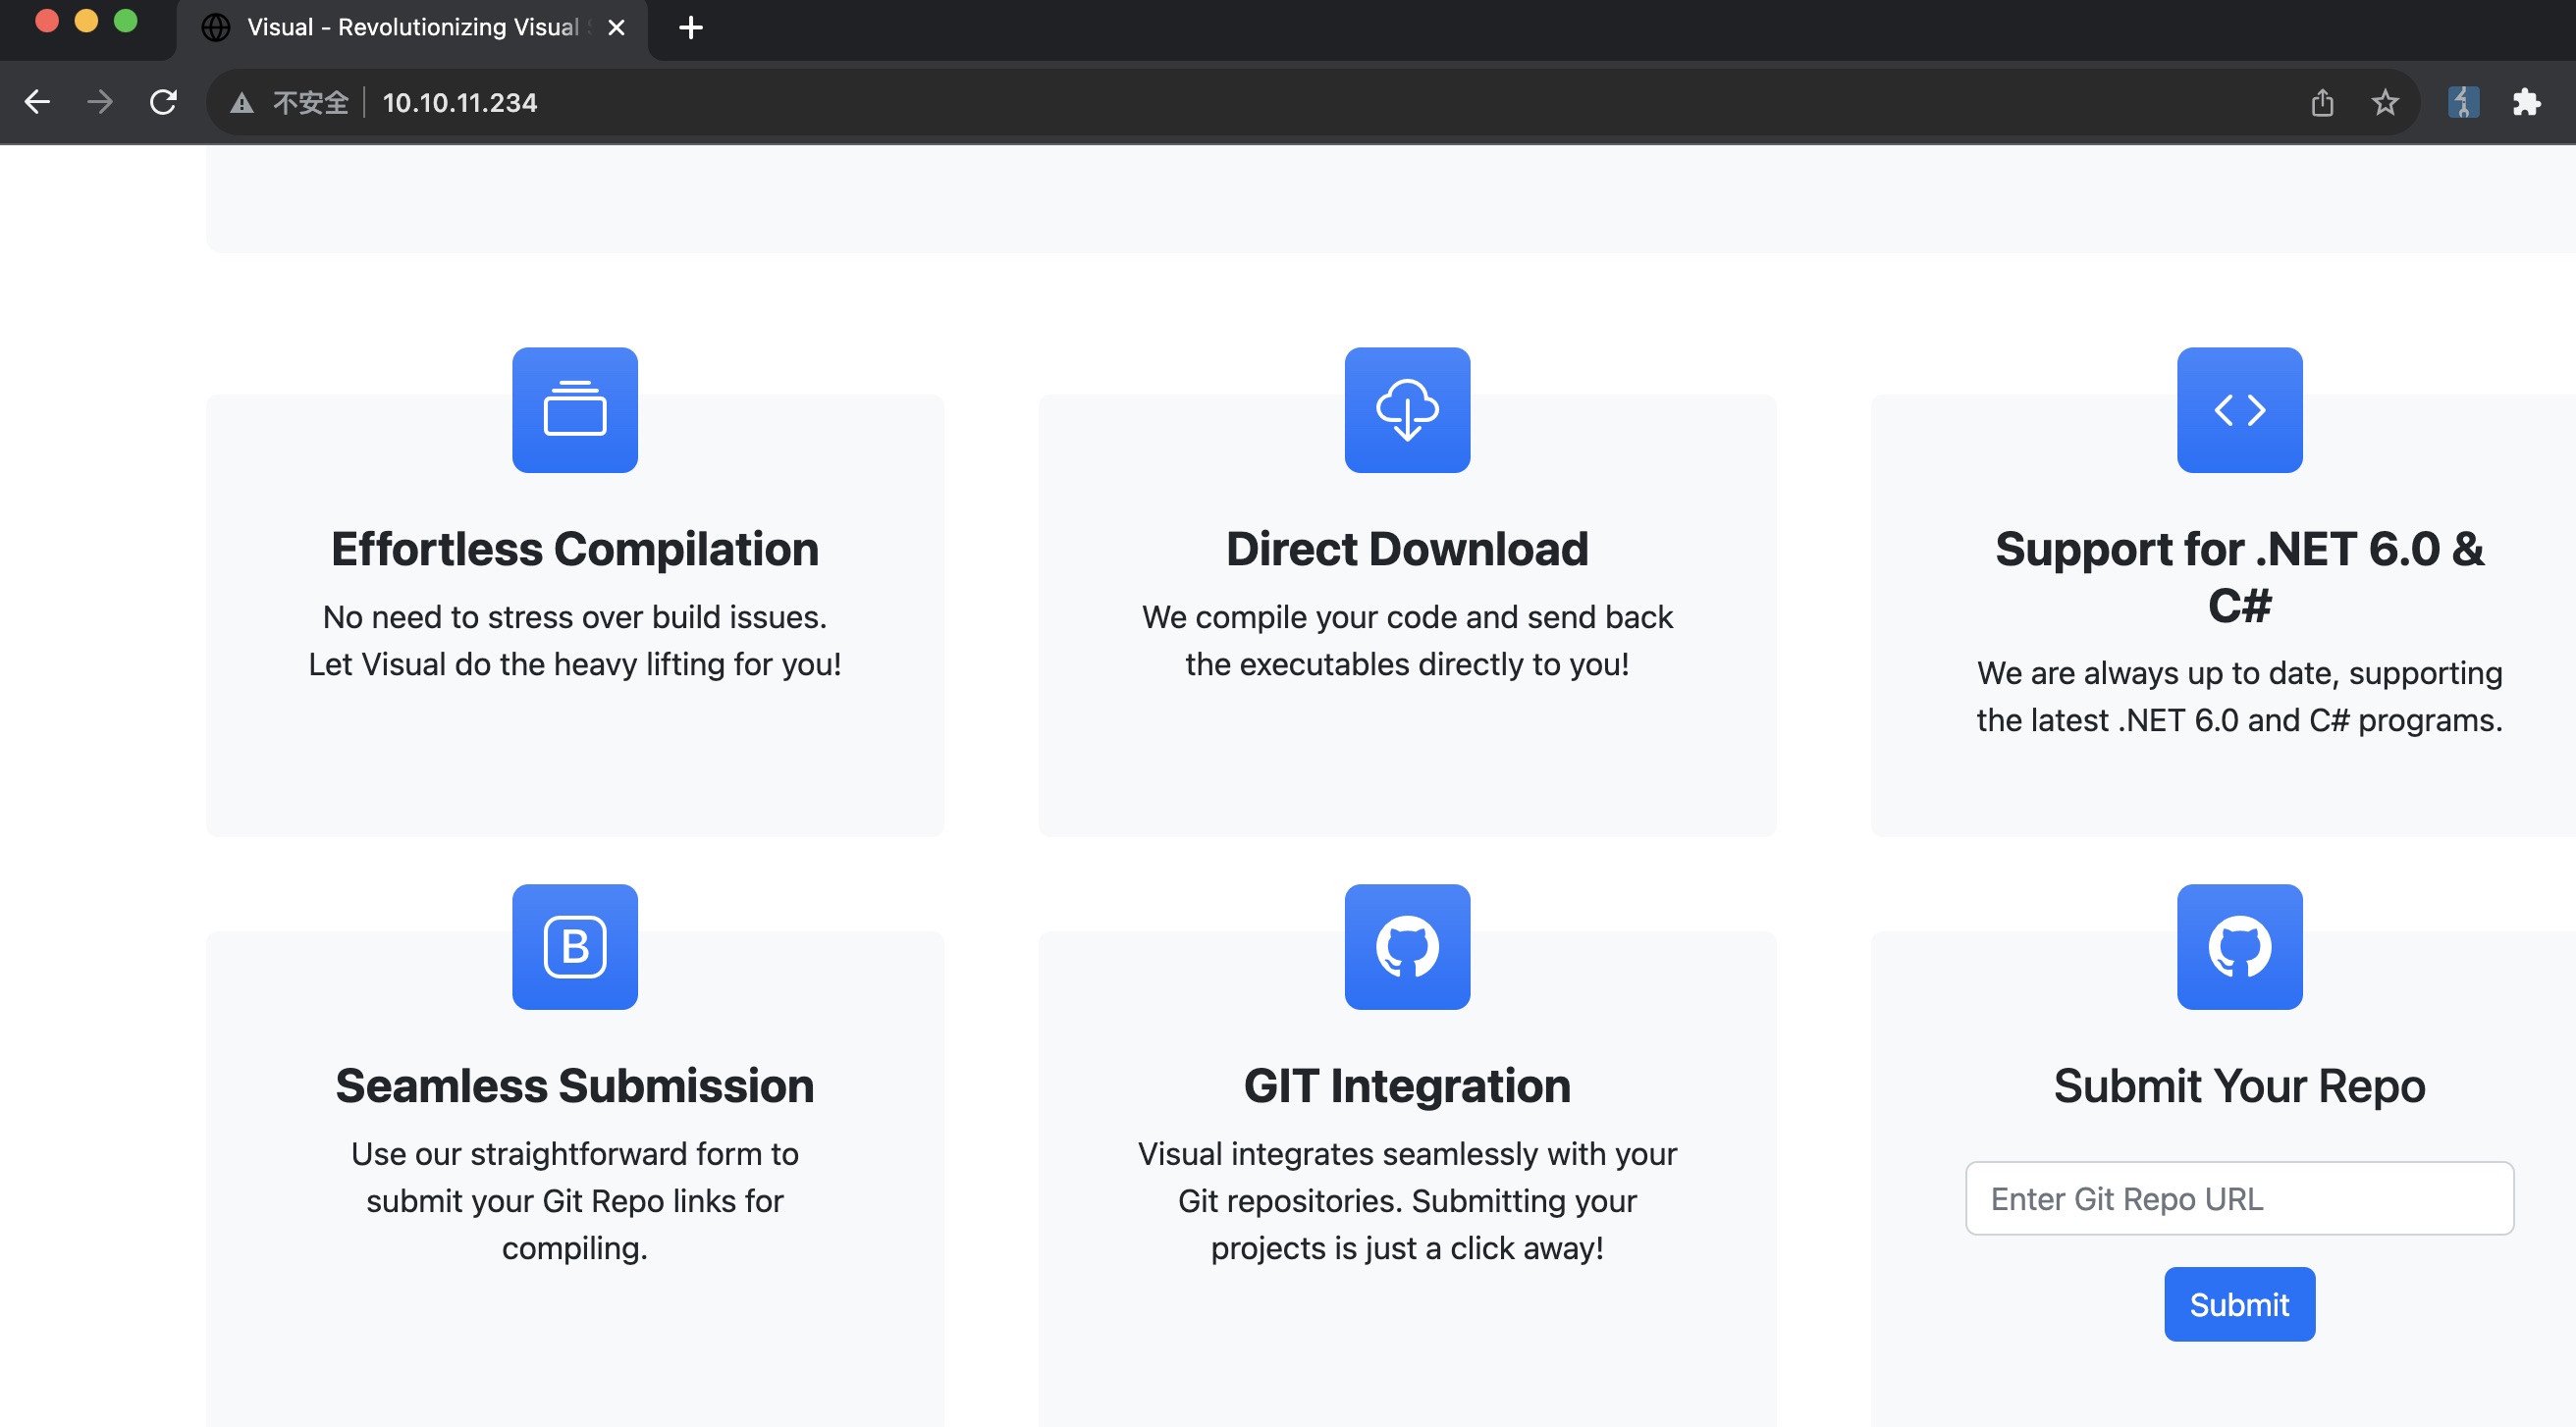 Visual - Revolutionizing Visual
不安全 10.10.11.234
Effortless Compilation
No need to stress over build issues.
Let Visual do the heavy lifting for you!
Direct Download
We compile your code and send back
the executables directly to you!
Support for .NET 6.0 &
C#
We are always up to date, supporting
the latest .NET 6.0 and C# programs.
B
Seamless Submission
Use our straightforward form to
submit your Git Repo links for
compiling.
GIT Integration
Visual integrates seamlessly with your
Git repositories. Submitting your
projects is just a click away!
Submit Your Repo
Enter Git Repo URL
Submit